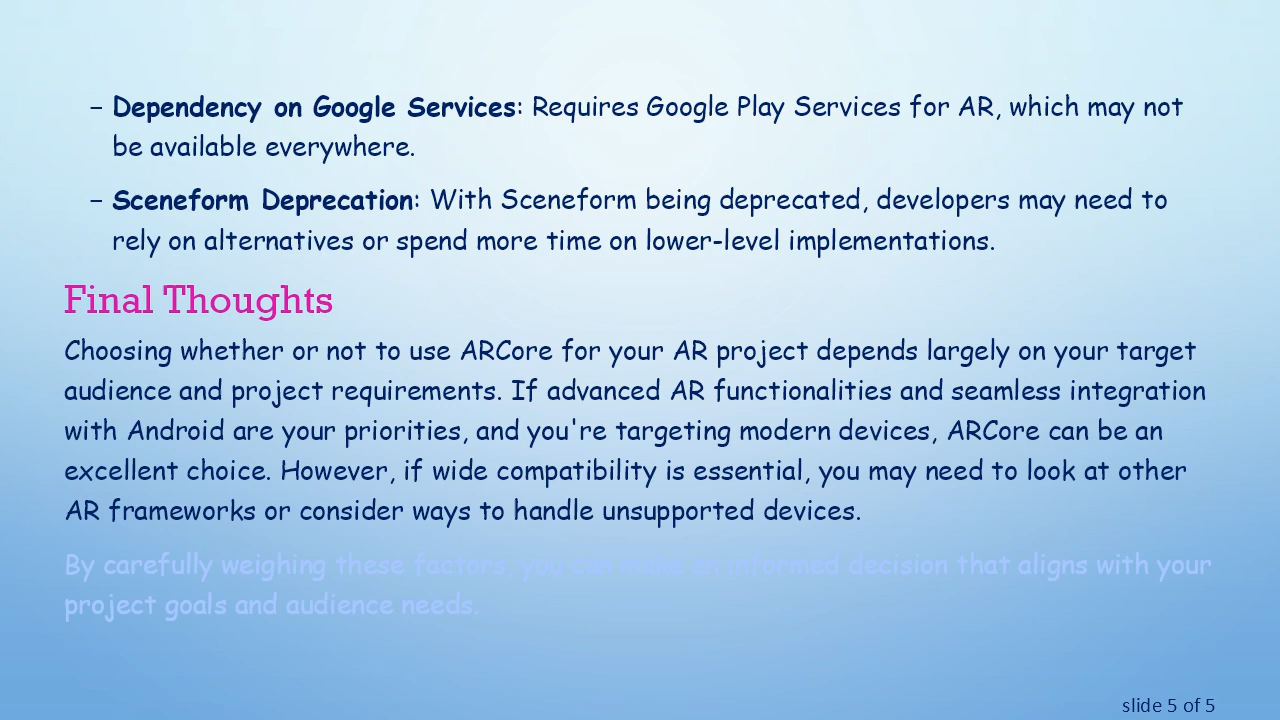 – Dependency on Google Services: Requires Google Play Services for AR, which may not
be available everywhere.
– Sceneform Deprecation: With Sceneform being deprecated, developers may need to
rely on alternatives or spend more time on lower-level implementations.
Final Thoughts
Choosing whether or not to use ARCore for your AR project depends largely on your target
audience and project requirements. If advanced AR functionalities and seamless integration
with Android are your priorities, and you're targeting modern devices, ARCore can be an
excellent choice. However, if wide compatibility is essential, you may need to look at other
AR frameworks or consider ways to handle unsupported devices.
By carefully weighing these factors, you can make an informed decision that aligns with your
project goals and audience needs.
slide 5 of 5